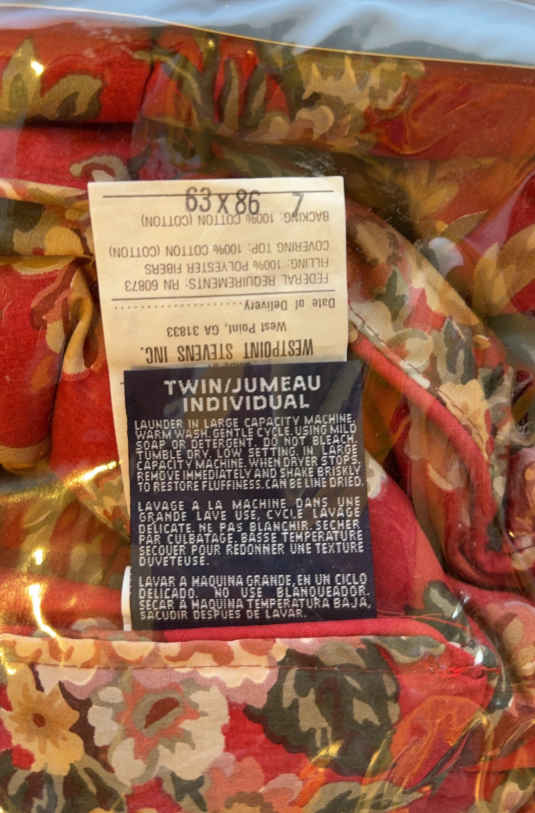 63 x 86 7
WESTPOINT STEVENS INC.
West Point, GA 31833
Date of Delivery
FEDERAL REQUIREMENTS: RN 60873
FILLING: 100% POLYESTER FIBERS
COVERING: TOP: 100% COTTON (COTON)
BACKING: 100% COTTON (COTON)
TWIN/JUMEAU
INDIVIDUAL
LAUNDER IN LARGE CAPACITY MACHINE,
WARM WASH, GENTLE CYCLE, USING MILD
SOAP OR DETERGENT. DO NOT BLEACH.
TUMBLE DRY, LOW SETTING, IN LARGE
CAPACITY MACHINE. WHEN DRYER STOPS,
REMOVE IMMEDIATELY AND SHAKE BRISKLY
TO RESTORE FLUFFINESS. CAN BE LINE DRIED.
LAVAGE A LA MACHINE DANS UNE
GRANDE LAVE USE, CYCLE LAVAGE
DELICATE. NE PAS BLANCHIR. SECHER
PAR CULBATAGE, BASSE TEMPERATURE
SECOUER POUR REDONNER UNE TEXTURE
DUVETEUSE.
LAVAR A MAQUINA GRANDE, EN UN CICLO
DELICADO. NO USE BLANQUEADOR.
SECAR A MAQUINA TEMPERATURA BAJA,
SACUDIR DESPUES DE LAVAR.